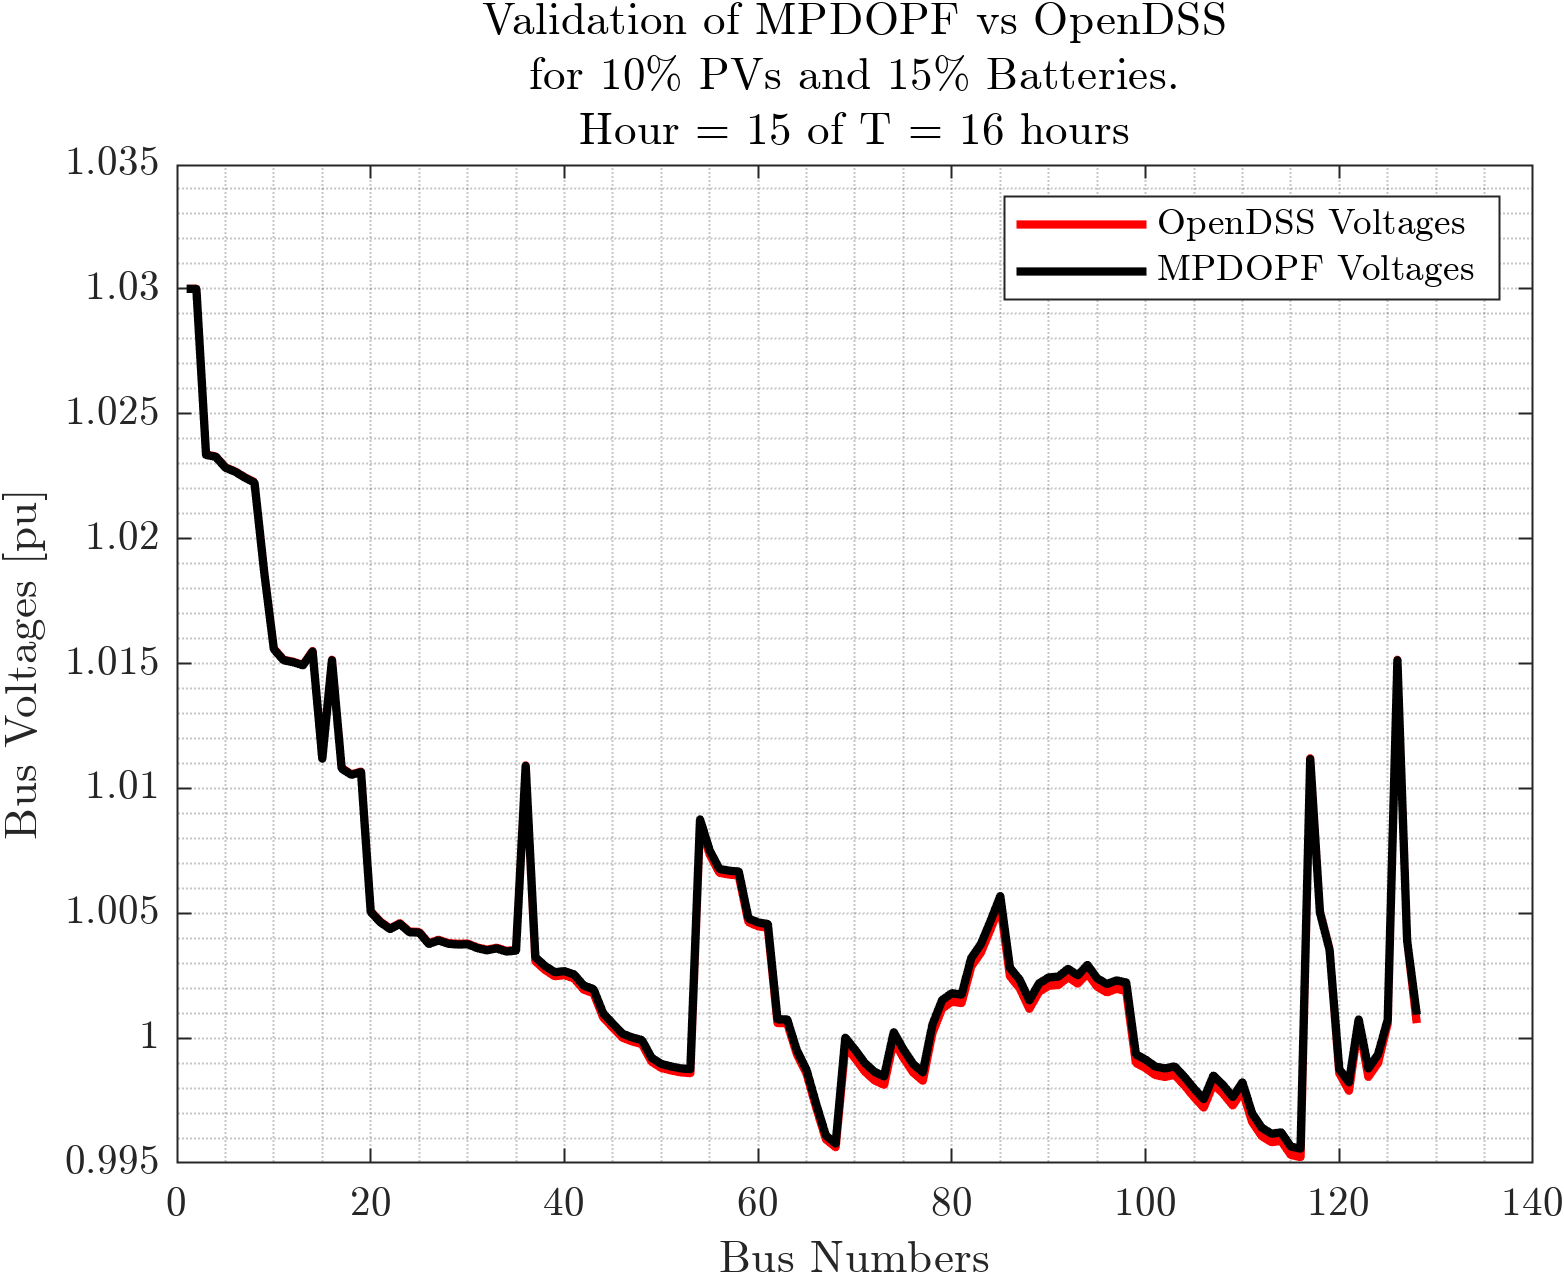 Validation of MPDOPF vs OpenDSS
for 10% PVs and 15% Batteries.
Hour = 15 of T = 16 hours
OpenDSS Voltages
MPDOPF Voltages
Bus Voltages [pu]
1.035
1.03
1.025
1.02
1.015
1.01
1.005
1
0.995
0 20 40 60 80 100 120 140
Bus Numbers